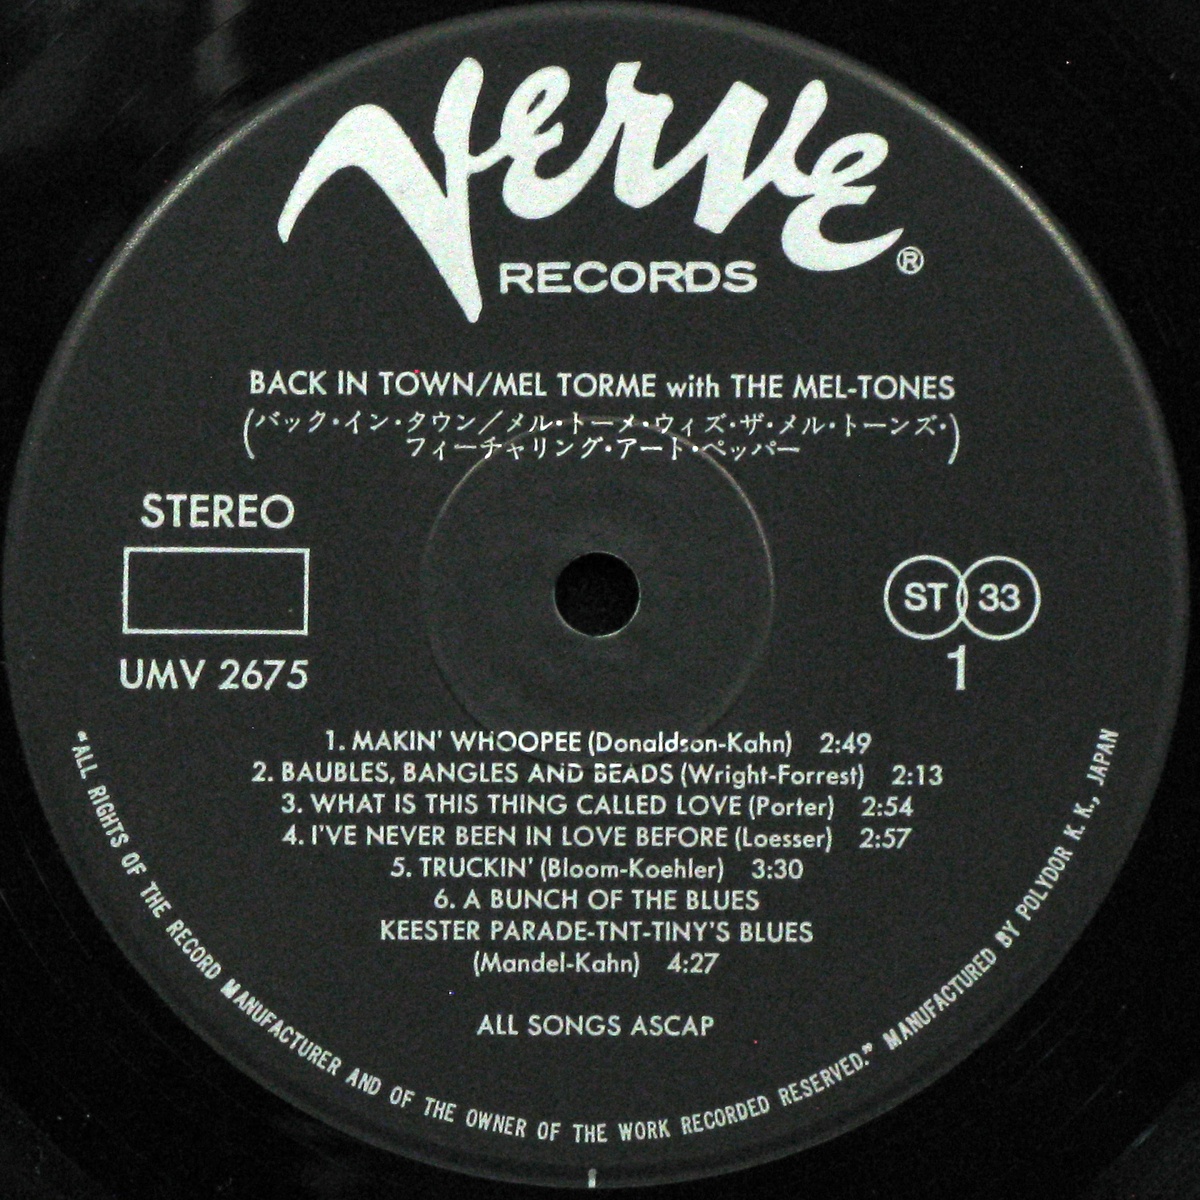 Verve
RECORDS
®
BACK IN TOWN/MEL TORME with THE MEL-TONES
(バック・イン・タウン/メル・トーメ・ウィズ・ザ・メル・トーンズ・
フィーチャリング・アート・ペッパー)
STEREO
UMV 2675
ST 33
1
1. MAKIN' WHOOPEE (Donaldson-Kahn) 2:49
2. BAUBLES, BANGLES AND BEADS (Wright-Forrest) 2:13
3. WHAT IS THIS THING CALLED LOVE (Porter) 2:54
4. I'VE NEVER BEEN IN LOVE BEFORE (Loesser) 2:57
5. TRUCKIN' (Bloom-Koehler) 3:30
6. A BUNCH OF THE BLUES
KEESTER PARADE-TNT-TINY'S BLUES
(Mandel-Kahn) 4:27
ALL SONGS ASCAP
"ALL RIGHTS OF THE RECORD MANUFACTURER AND OF THE OWNER OF THE WORK RECORDED RESERVED." MANUFACTURED BY POLYDOR K. K., JAPAN